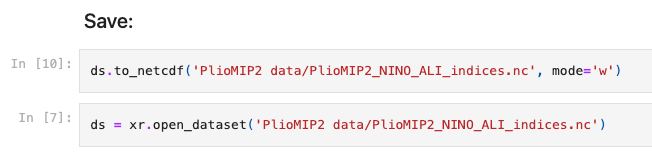 Save:
In [10]: ds.to_netcdf('PlioMIP2 data/PlioMIP2_NINO_ALI_indices.nc', mode='w')
In [7]: ds = xr.open_dataset('PlioMIP2 data/PlioMIP2_NINO_ALI_indices.nc')